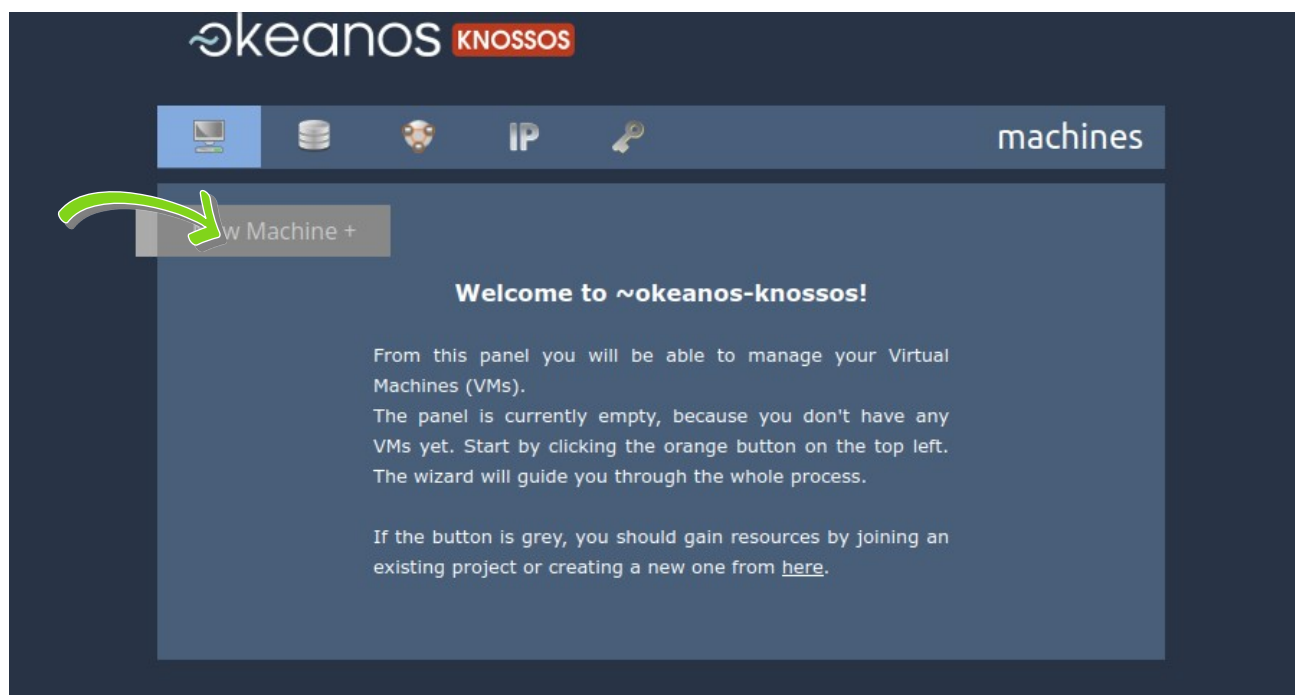 ~okeanos KNOSSOS
IP
machines
w Machine +
Welcome to ~okeanos-knossos!
From this panel you will be able to manage your Virtual
Machines (VMs).
The panel is currently empty, because you don't have any
VMs yet. Start by clicking the orange button on the top left.
The wizard will guide you through the whole process.
If the button is grey, you should gain resources by joining an
existing project or creating a new one from here.